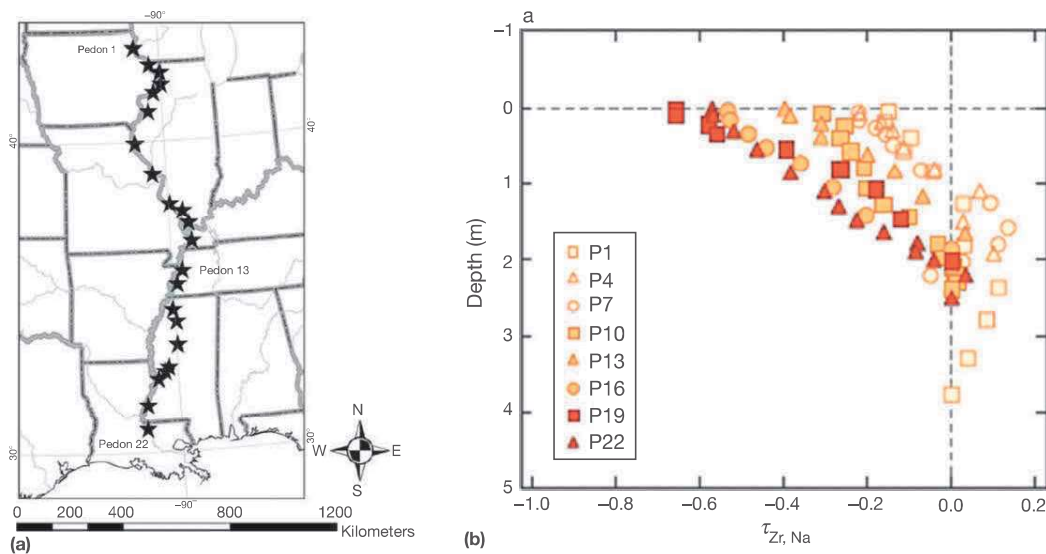 −90°
Pedon 1
40°
40°
Pedon 13
Pedon 22
30°
30°
−90°
N
W
E
S
0 200 400 800 1200
Kilometers
(a)
a
−1
0
1
2
3
4
5
Depth (m)
P1
P4
P7
P10
P13
P16
P19
P22
−1.0 −0.8 −0.6 −0.4 −0.2 0.0 0.2
τZr, Na
(b)